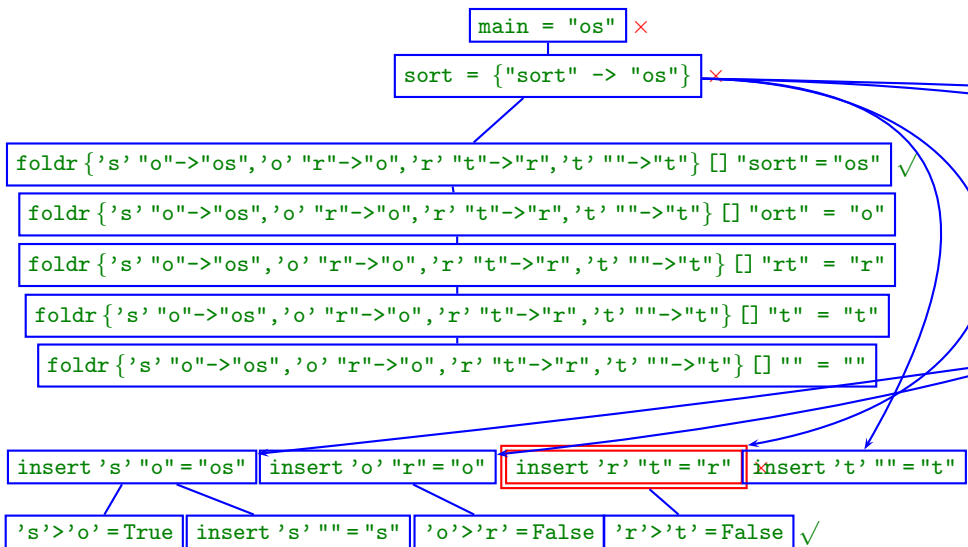 main = "os" ×
sort = {"sort" -> "os"} ×
foldr {'s' "o"->"os",'o' "r"->"o",'r' "t"->"r",'t' ""->"t"} [] "sort" = "os" √
foldr {'s' "o"->"os",'o' "r"->"o",'r' "t"->"r",'t' ""->"t"} [] "ort" = "o"
foldr {'s' "o"->"os",'o' "r"->"o",'r' "t"->"r",'t' ""->"t"} [] "rt" = "r"
foldr {'s' "o"->"os",'o' "r"->"o",'r' "t"->"r",'t' ""->"t"} [] "t" = "t"
foldr {'s' "o"->"os",'o' "r"->"o",'r' "t"->"r",'t' ""->"t"} [] "" = ""
insert 's' "o" = "os" insert 'o' "r" = "o" insert 'r' "t" = "r" × insert 't' "" = "t"
's'>'o' = True insert 's' "" = "s" 'o'>'r' = False 'r'>'t' = False √